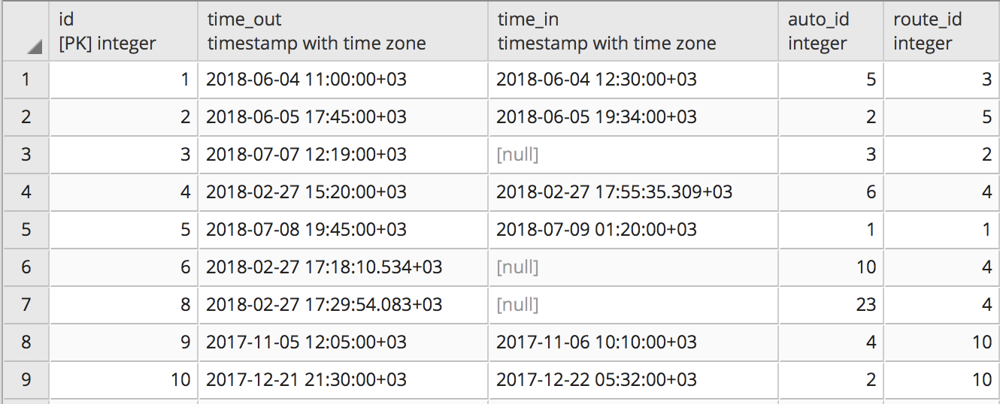 id time_out time_in auto_id route_id
[PK] integer timestamp with time zone timestamp with time zone integer integer
1 1 2018-06-04 11:00:00+03 2018-06-04 12:30:00+03 5 3
2 2 2018-06-05 17:45:00+03 2018-06-05 19:34:00+03 2 5
3 3 2018-07-07 12:19:00+03 [null] 3 2
4 4 2018-02-27 15:20:00+03 2018-02-27 17:55:35.309+03 6 4
5 5 2018-07-08 19:45:00+03 2018-07-09 01:20:00+03 1 1
6 6 2018-02-27 17:18:10.534+03 [null] 10 4
7 8 2018-02-27 17:29:54.083+03 [null] 23 4
8 9 2017-11-05 12:05:00+03 2017-11-06 10:10:00+03 4 10
9 10 2017-12-21 21:30:00+03 2017-12-22 05:32:00+03 2 10